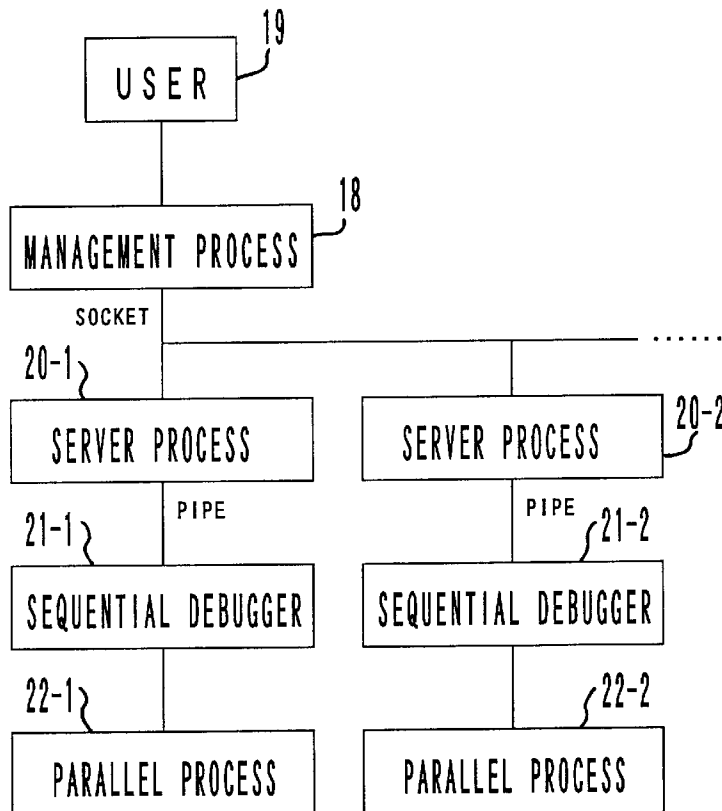 19
USER
18
MANAGEMENT PROCESS
SOCKET
......
20-1
SERVER PROCESS
SERVER PROCESS
20-2
PIPE
PIPE
21-1
21-2
SEQUENTIAL DEBUGGER
SEQUENTIAL DEBUGGER
22-1
22-2
PARALLEL PROCESS
PARALLEL PROCESS